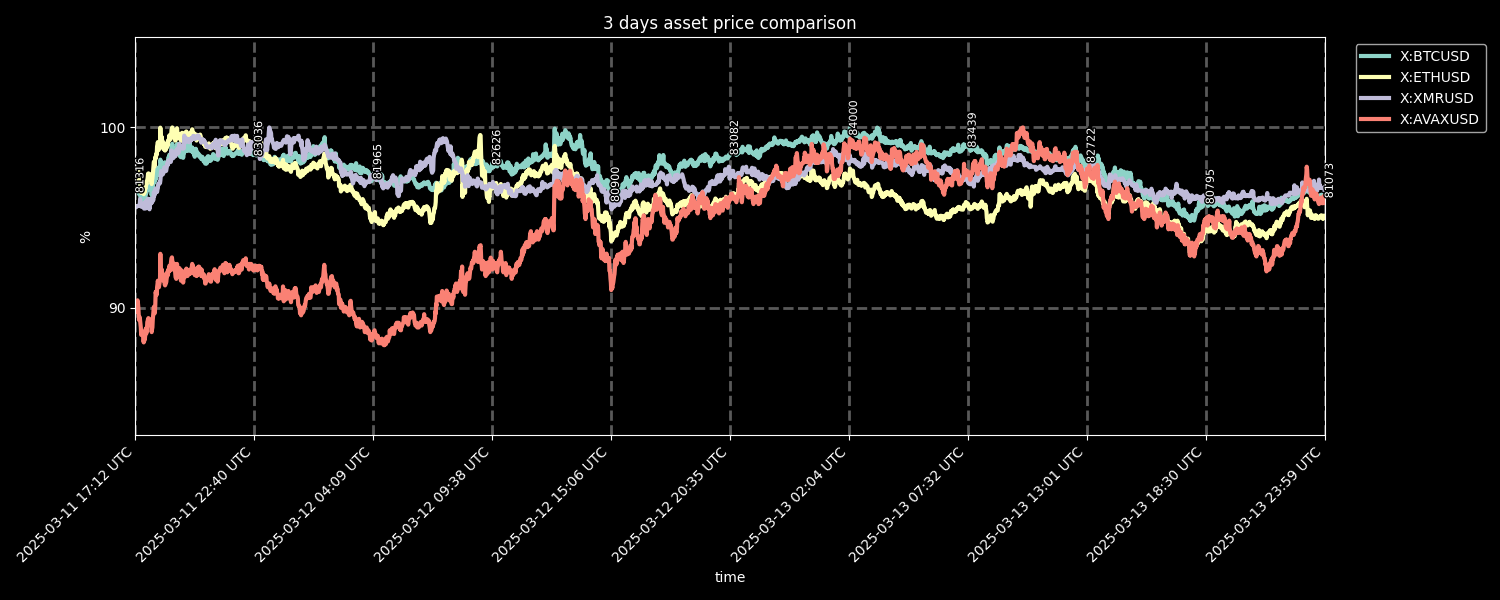 3 days asset price comparison
X:BTCUSD
X:ETHUSD
X:XMRUSD
X:AVAXUSD
100
90
%
83036
81965
82626
80900
83082
84000
83439
82722
80795
81073
2025-03-11 17:12 UTC
2025-03-11 22:40 UTC
2025-03-12 04:09 UTC
2025-03-12 09:38 UTC
2025-03-12 15:06 UTC
2025-03-12 20:35 UTC
2025-03-13 02:04 UTC
2025-03-13 07:32 UTC
2025-03-13 13:01 UTC
2025-03-13 18:30 UTC
2025-03-13 23:59 UTC
time